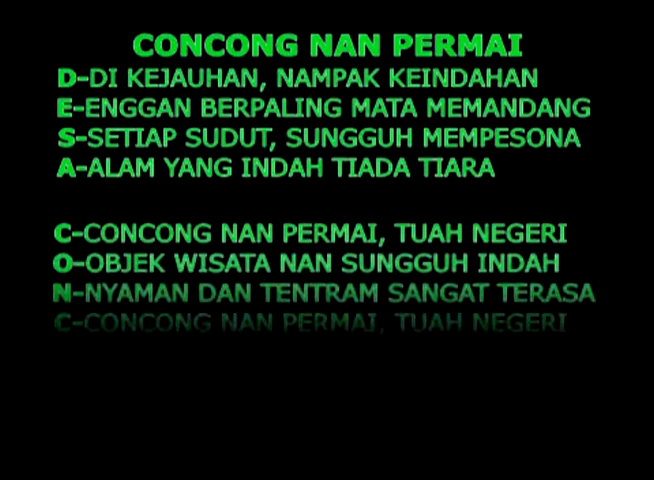 CONCONG NAN PERMAI
D-DI KEJAUHAN, NAMPAK KEINDAHAN
E-ENGGAN BERPALING MATA MEMANDANG
S-SETIAP SUDUT, SUNGGUH MEMPESONA
A-ALAM YANG INDAH TIADA TIARA
C-CONCONG NAN PERMAI, TUAH NEGERI
O-OBJEK WISATA NAN SUNGGUH INDAH
N-NYAMAN DAN TENTRAM SANGAT TERASA
C-CONCONG NAN PERMAI, TUAH NEGERI